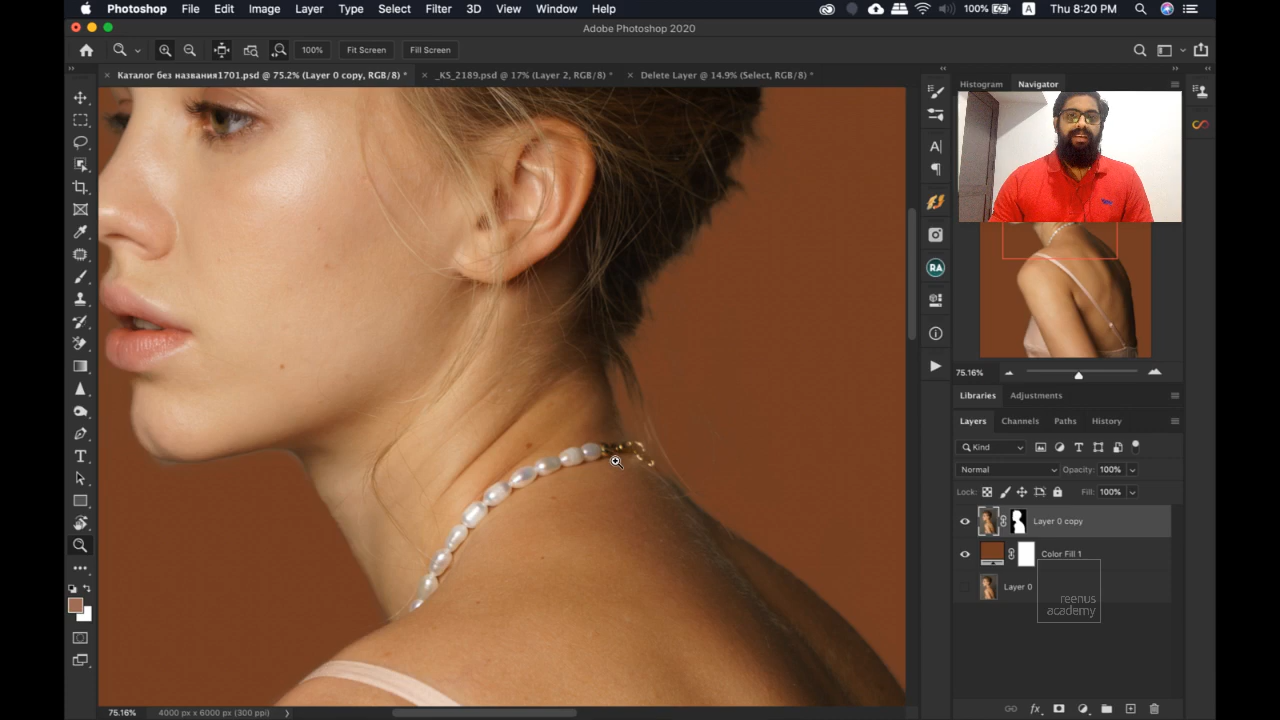 Photoshop File Edit Image Layer Type Select Filter 3D View Window Help 100% A Thu 8:20 PM
Adobe Photoshop 2020
100% Fit Screen Fill Screen
× Каталог без названия1701.psd @ 75.2% (Layer 0 copy, RGB/8) * × _KS_2189.psd @ 17% (Layer 2, RGB/8) * × Delete Layer @ 14.9% (Select, RGB/8) *
Histogram Navigator
A|
RA
75.16%
Libraries Adjustments
Layers Channels Paths History
Kind
Normal Opacity: 100%
Lock: Fill: 100%
Layer 0 copy
Color Fill 1
Layer 0
reenus
academy
75.16% 4000 px x 6000 px (300 ppi)
fx